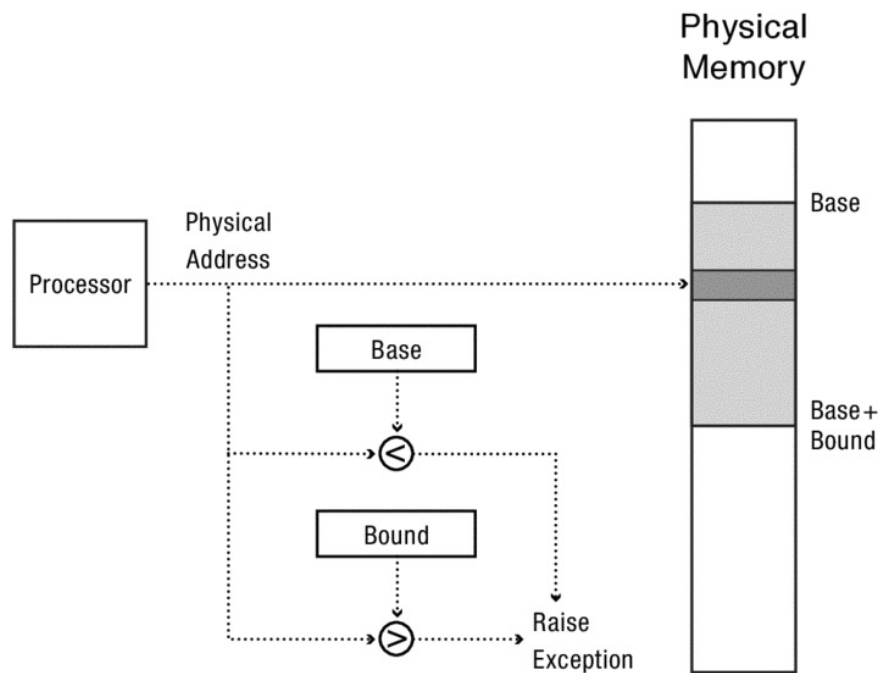 Physical
Memory
Base
Physical
Address
Processor
Base
<
Base +
Bound
Bound
>
Raise
Exception